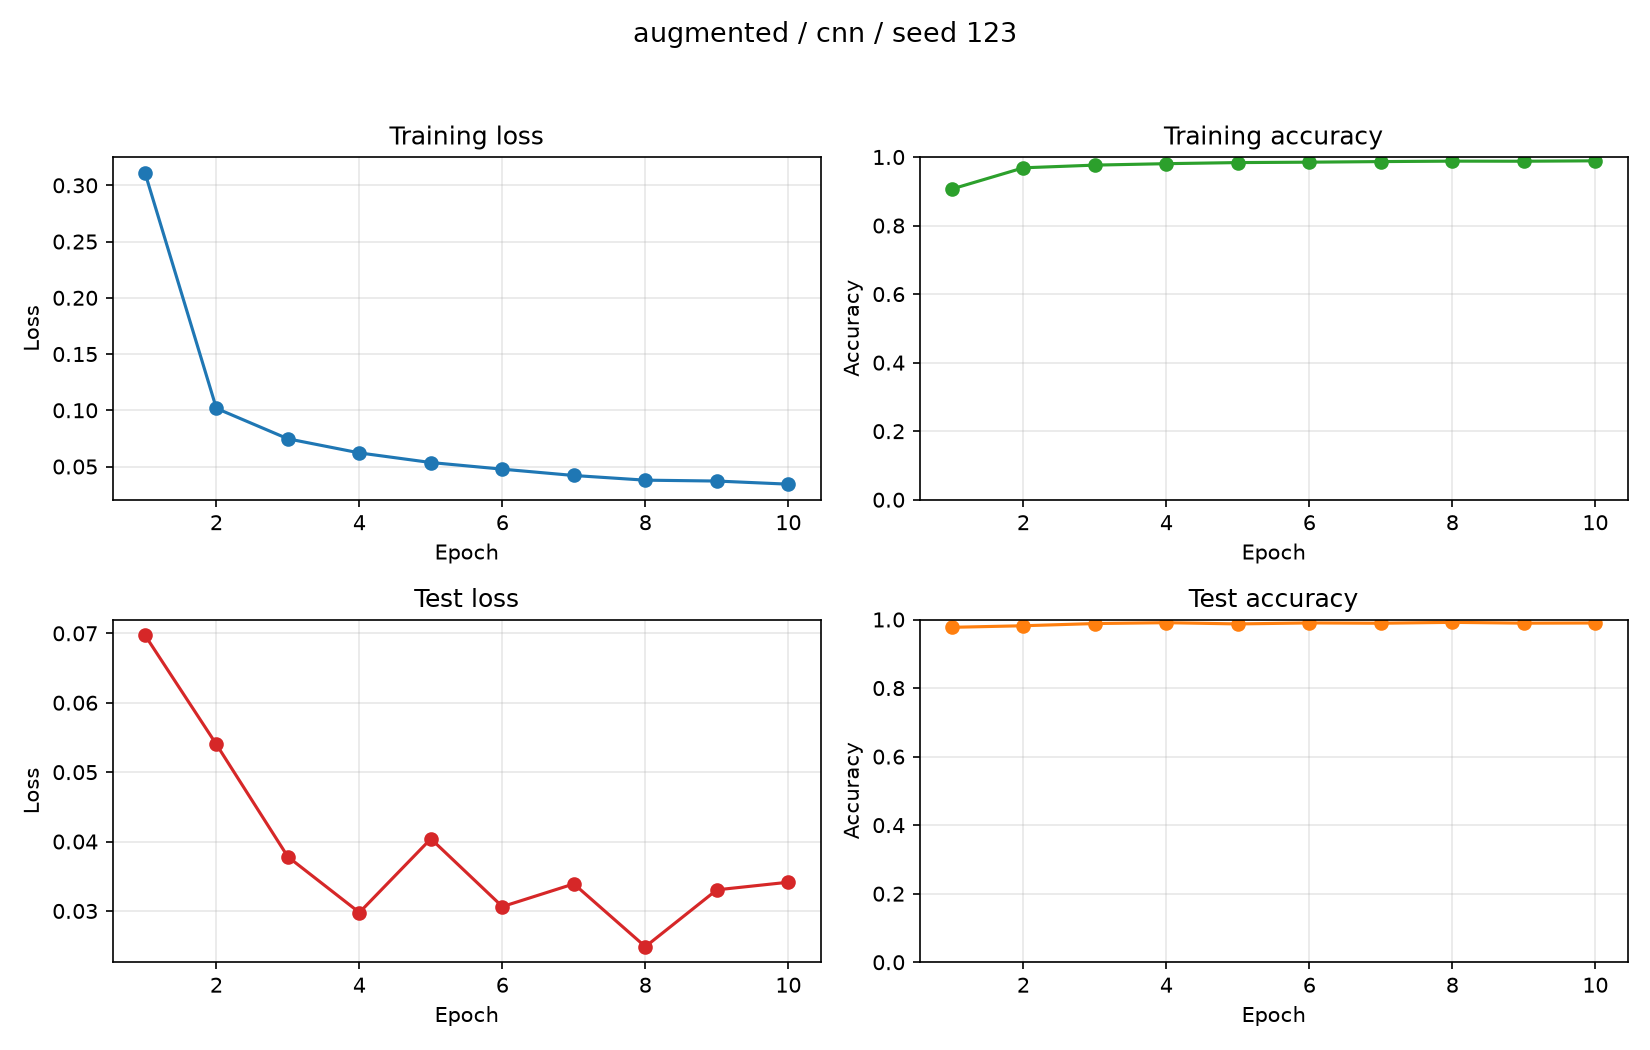 augmented / cnn / seed 123
Training loss
Loss
0.30
0.25
0.20
0.15
0.10
0.05
2 4 6 8 10
Epoch
Training accuracy
Accuracy
1.0
0.8
0.6
0.4
0.2
0.0
2 4 6 8 10
Epoch
Test loss
Loss
0.07
0.06
0.05
0.04
0.03
2 4 6 8 10
Epoch
Test accuracy
Accuracy
1.0
0.8
0.6
0.4
0.2
0.0
2 4 6 8 10
Epoch